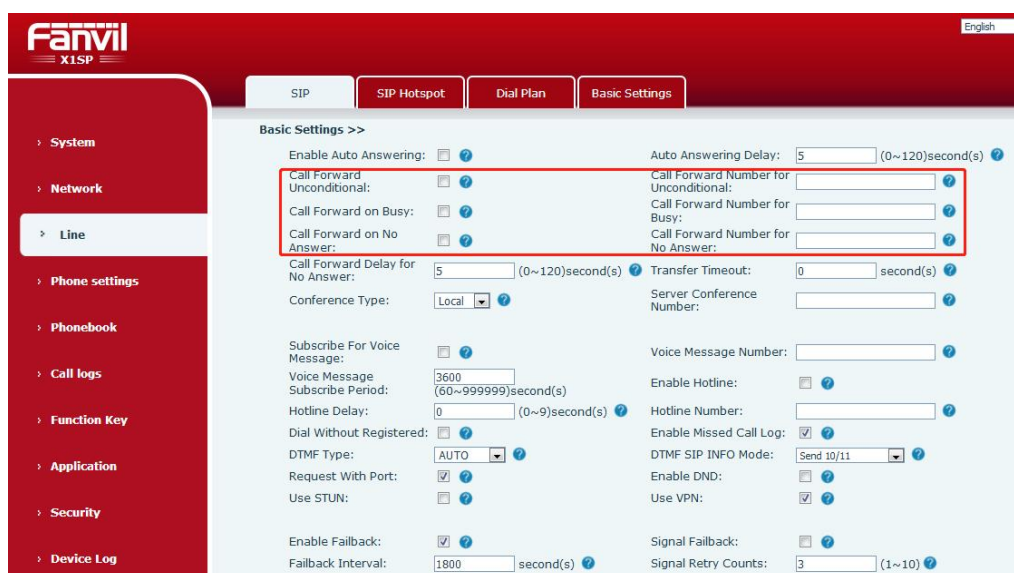 Fanvil
X1SP
English
SIP
SIP Hotspot
Dial Plan
Basic Settings
System
Network
Line
Phone settings
Phonebook
Call logs
Function Key
Application
Security
Device Log
Basic Settings >>
Enable Auto Answering:
Auto Answering Delay: 5 (0~120)second(s)
Call Forward
Unconditional:
Call Forward Number for
Unconditional:
Call Forward on Busy:
Call Forward Number for
Busy:
Call Forward on No
Answer:
Call Forward Number for
No Answer:
Call Forward Delay for
No Answer: 5 (0~120)second(s)
Transfer Timeout: 0 second(s)
Conference Type: Local
Server Conference
Number:
Subscribe For Voice
Message:
Voice Message Number:
Voice Message
Subscribe Period: 3600
(60~999999)second(s)
Enable Hotline:
Hotline Delay: 0 (0~9)second(s)
Hotline Number:
Dial Without Registered:
Enable Missed Call Log:
DTMF Type: AUTO
DTMF SIP INFO Mode: Send 10/11
Request With Port:
Enable DND:
Use STUN:
Use VPN:
Enable Failback:
Signal Failback:
Failback Interval: 1800 second(s)
Signal Retry Counts: 3 (1~10)